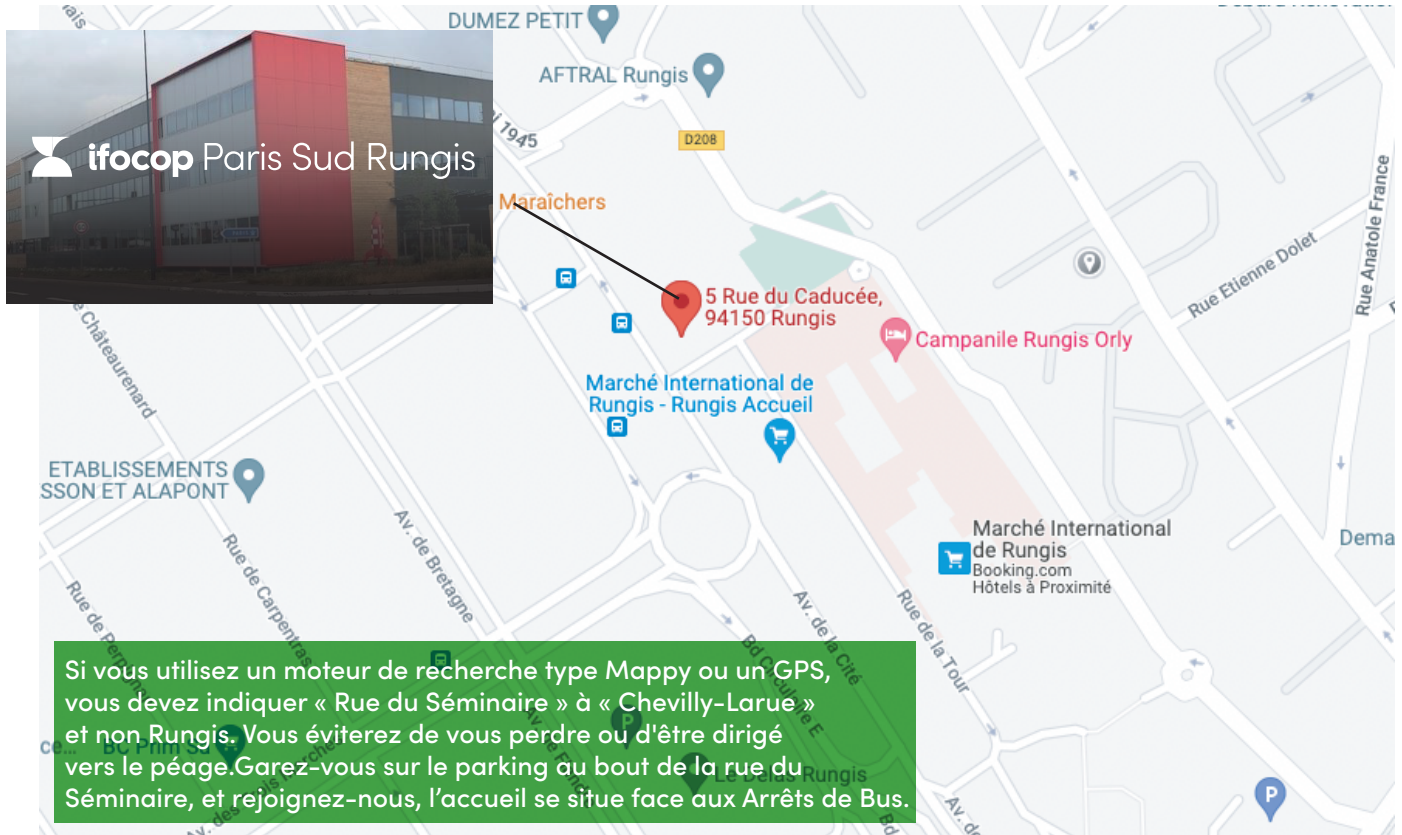 DUMEZ PETIT
AFTRAL Rungis
1945
D208
ifocop Paris Sud Rungis
Maraîchers
5 Rue du Caducée,
94150 Rungis
Campanile Rungis Orly
Rue Etienne Dolet
Rue Anatole France
Châteaurenard
Marché International de
Rungis - Rungis Accueil
ETABLISSEMENTS
SSON ET ALAPONT
Av. de Bretagne
Rue de Carpentras
Marché International
de Rungis
Booking.com
Hôtels à Proximité
Dema
Av. de la Cité
Rue de la Tour
Bd Circulaire E
Si vous utilisez un moteur de recherche type Mappy ou un GPS,
vous devez indiquer « Rue du Séminaire » à « Chevilly-Larue »
et non Rungis. Vous éviterez de vous perdre ou d'être dirigé
vers le péage.Garez-vous sur le parking au bout de la rue du
Séminaire, et rejoignez-nous, l’accueil se situe face aux Arrêts de Bus.
P
Le Delas Rungis
P